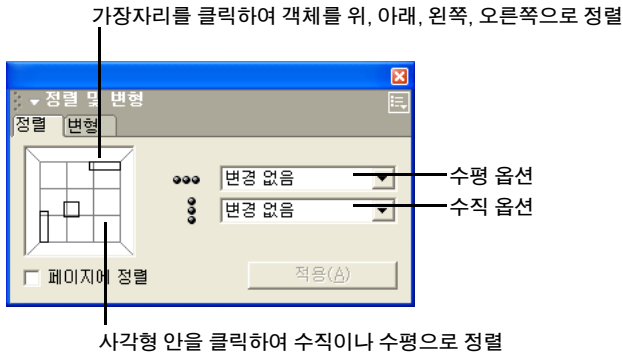 가장자리를 클릭하여 객체를 위, 아래, 왼쪽, 오른쪽으로 정렬
정렬 및 변형
정렬 변형
변경 없음 수평 옵션
변경 없음 수직 옵션
페이지에 정렬 적용(A)
사각형 안을 클릭하여 수직이나 수평으로 정렬